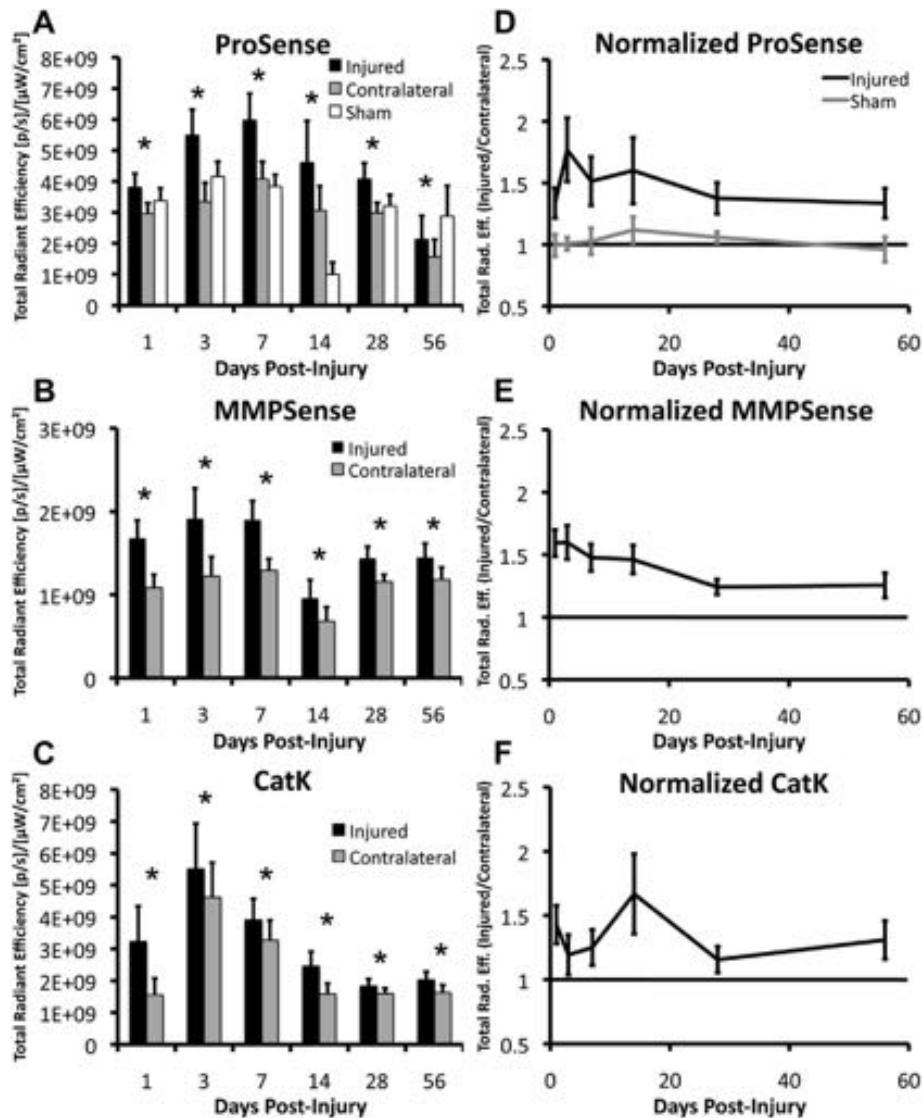 A
ProSense
Total Radiant Efficiency [p/s]/[µW/cm²]
8E+09
7E+09
6E+09
5E+09
4E+09
3E+09
2E+09
1E+09
0
Injured
Contralateral
Sham
* * * * * *
1 3 7 14 28 56
Days Post-Injury
D
Normalized ProSense
Total Rad. Eff. (Injured/Contralateral)
2.5
2
1.5
1
0.5
Injured
Sham
0 20 40 60
Days Post-Injury
B
MMPSense
Total Radiant Efficiency [p/s]/[µW/cm²]
3E+09
2E+09
1E+09
0
Injured
Contralateral
* * * * * *
1 3 7 14 28 56
Days Post-Injury
E
Normalized MMPSense
Total Rad. Eff. (Injured/Contralateral)
2.5
2
1.5
1
0.5
0 20 40 60
Days Post-Injury
C
CatK
Total Radiant Efficiency [p/s]/[µW/cm²]
8E+09
7E+09
6E+09
5E+09
4E+09
3E+09
2E+09
1E+09
0
Injured
Contralateral
* * * * * *
1 3 7 14 28 56
Days Post-Injury
F
Normalized CatK
Total Rad. Eff. (Injured/Contralateral)
2.5
2
1.5
1
0.5
0 20 40 60
Days Post-Injury